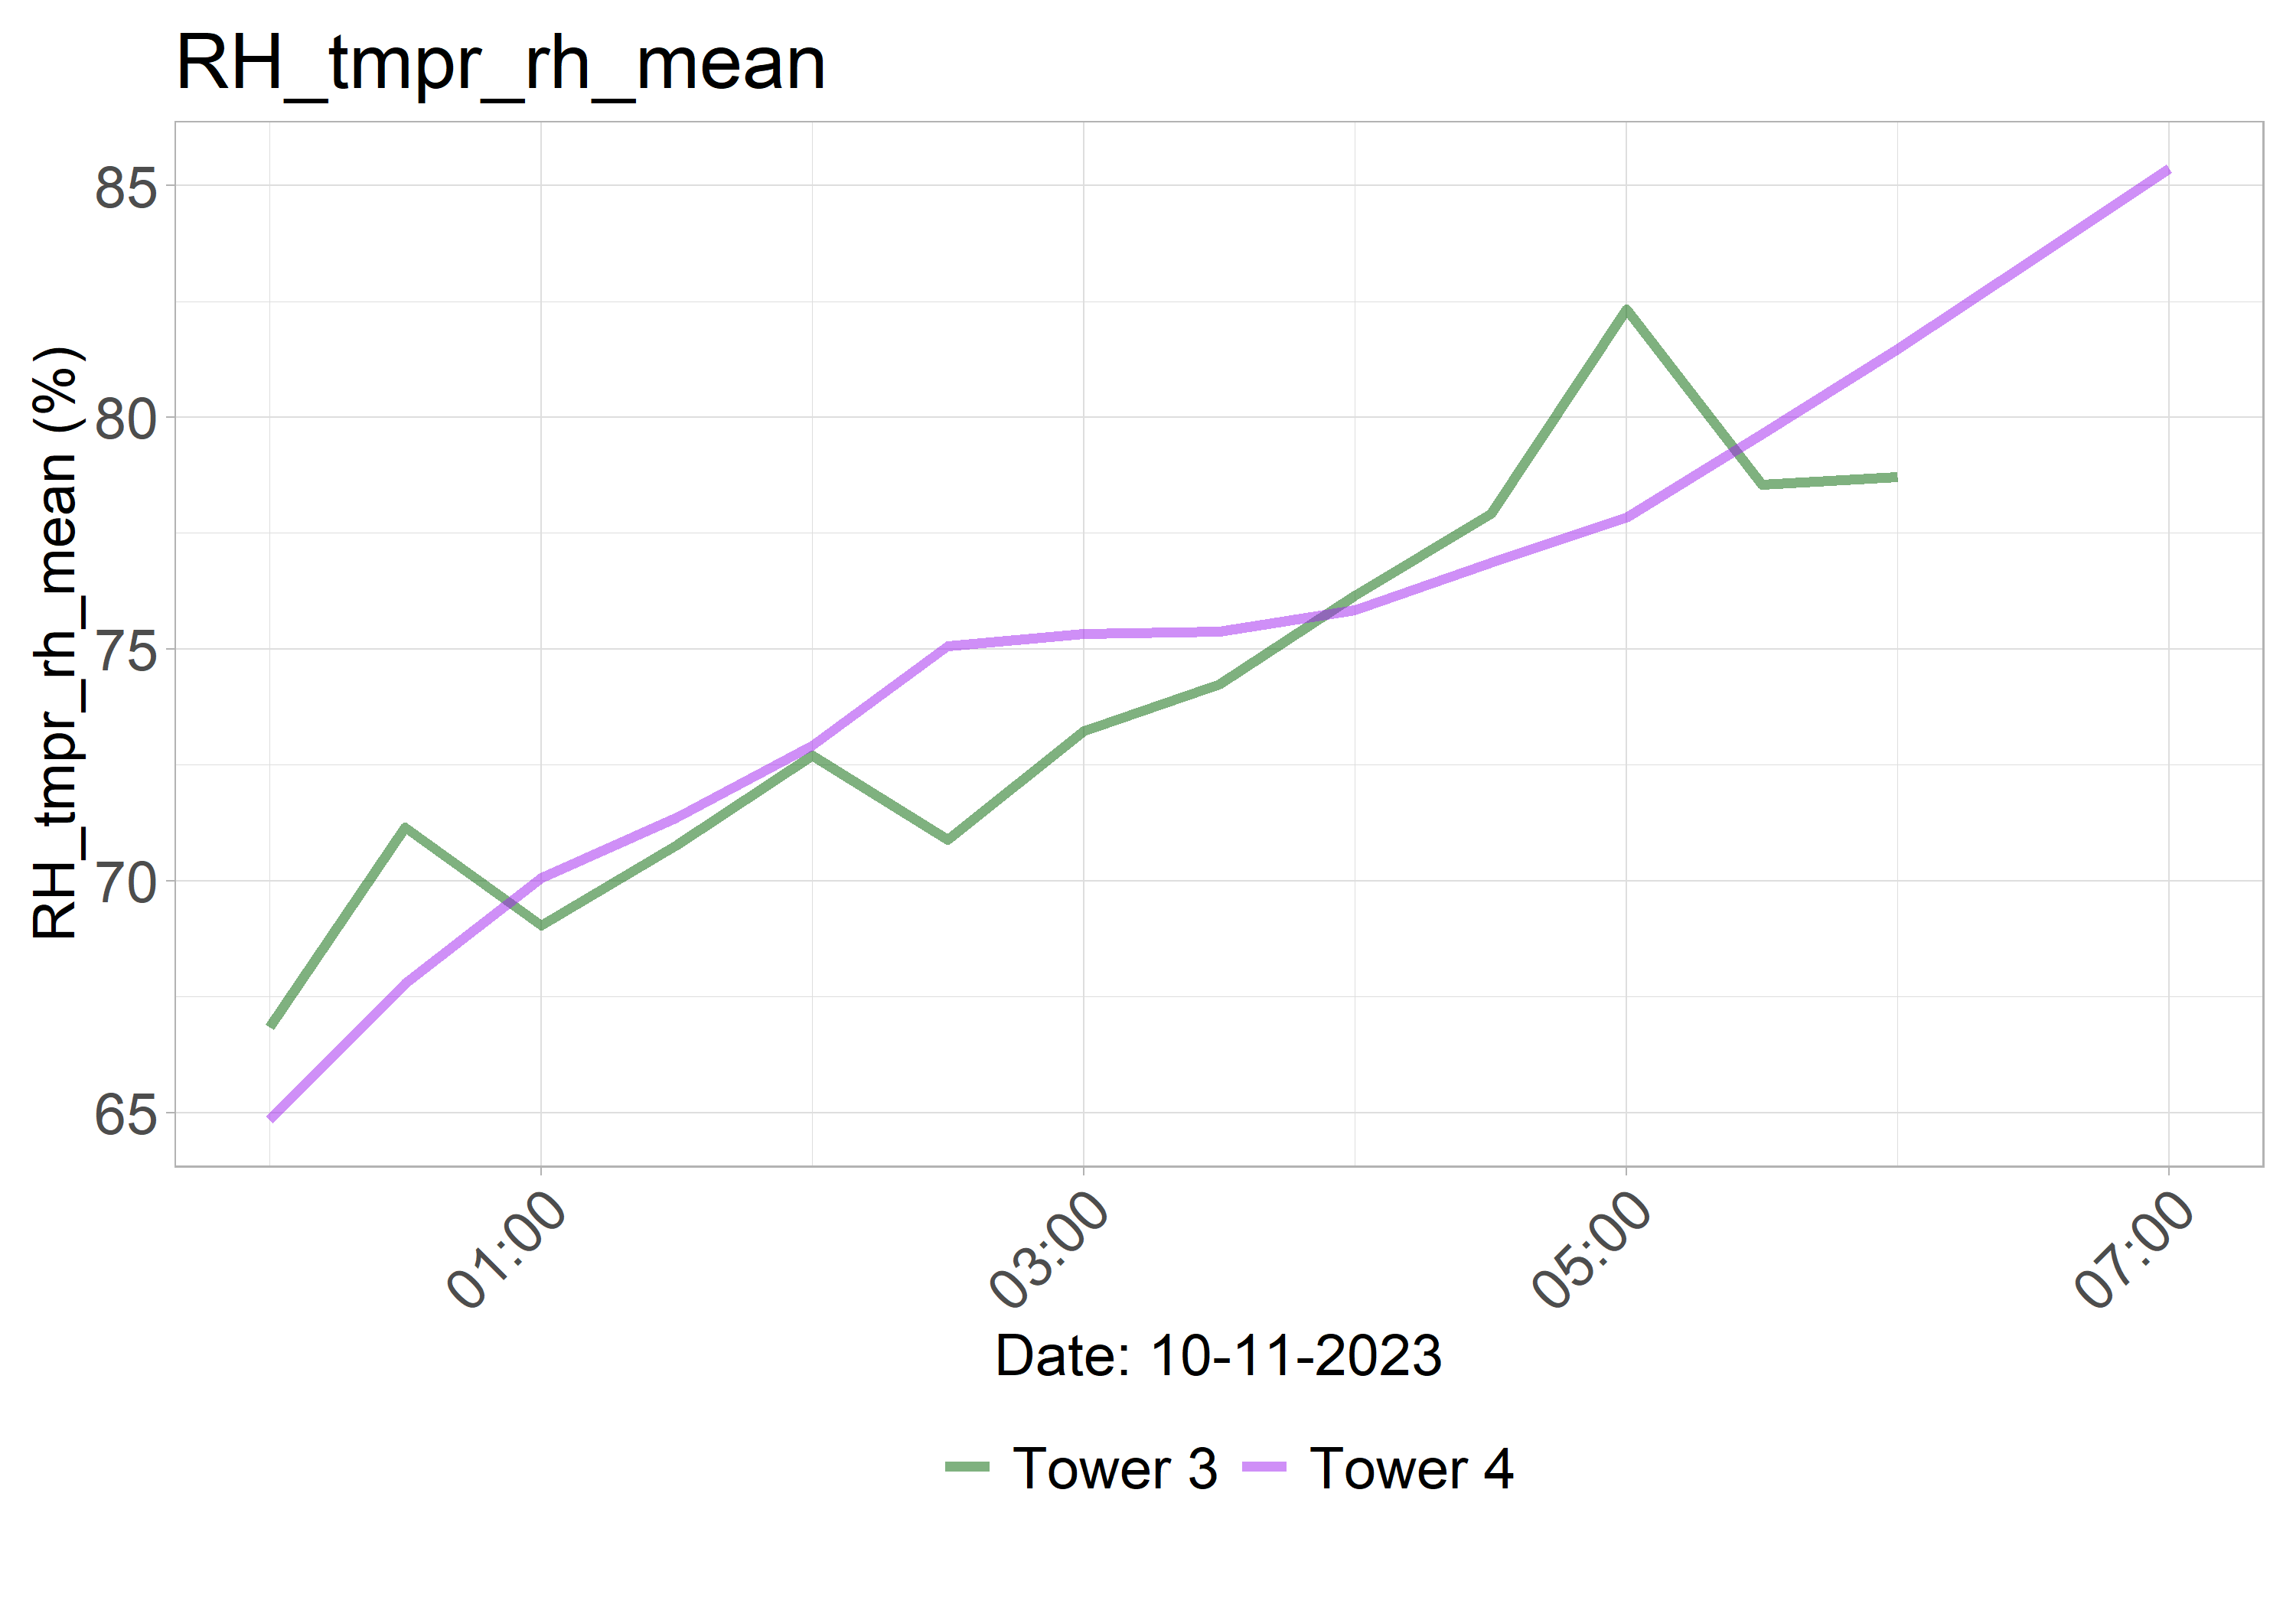 RH_tmpr_rh_mean
RH_tmpr_rh_mean (%)
85
80
75
70
65
01:00 03:00 05:00 07:00
Date: 10-11-2023
Tower 3 Tower 4